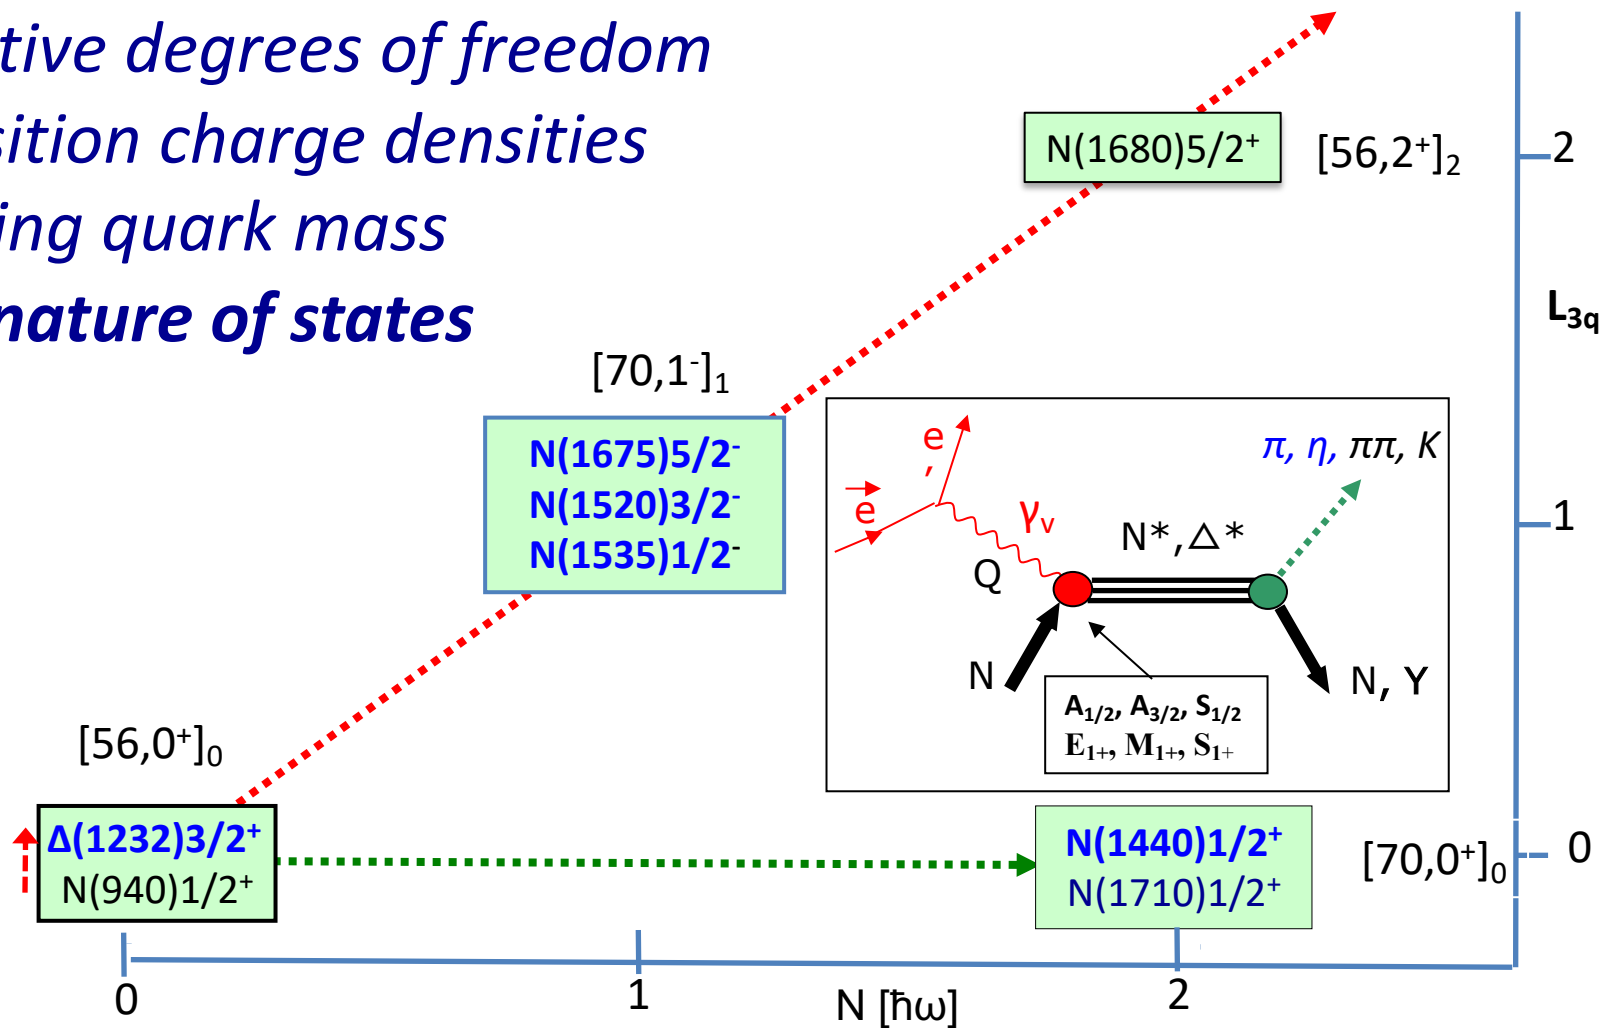 tive degrees of freedom
sition charge densities
ing quark mass
nature of states
N(1680)5/2⁺
[56,2⁺]₂
2
L₃q
[70,1⁻]₁
N(1675)5/2⁻
N(1520)3/2⁻
N(1535)1/2⁻
e
,
e
γᵥ
π, η, ππ, K
N*,△*
Q
N
N, Y
A₁/₂, A₃/₂, S₁/₂
E₁₊, M₁₊, S₁₊
1
[56,0⁺]₀
Δ(1232)3/2⁺
N(940)1/2⁺
N(1440)1/2⁺
N(1710)1/2⁺
[70,0⁺]₀
0
0
1
N [ħω]
2